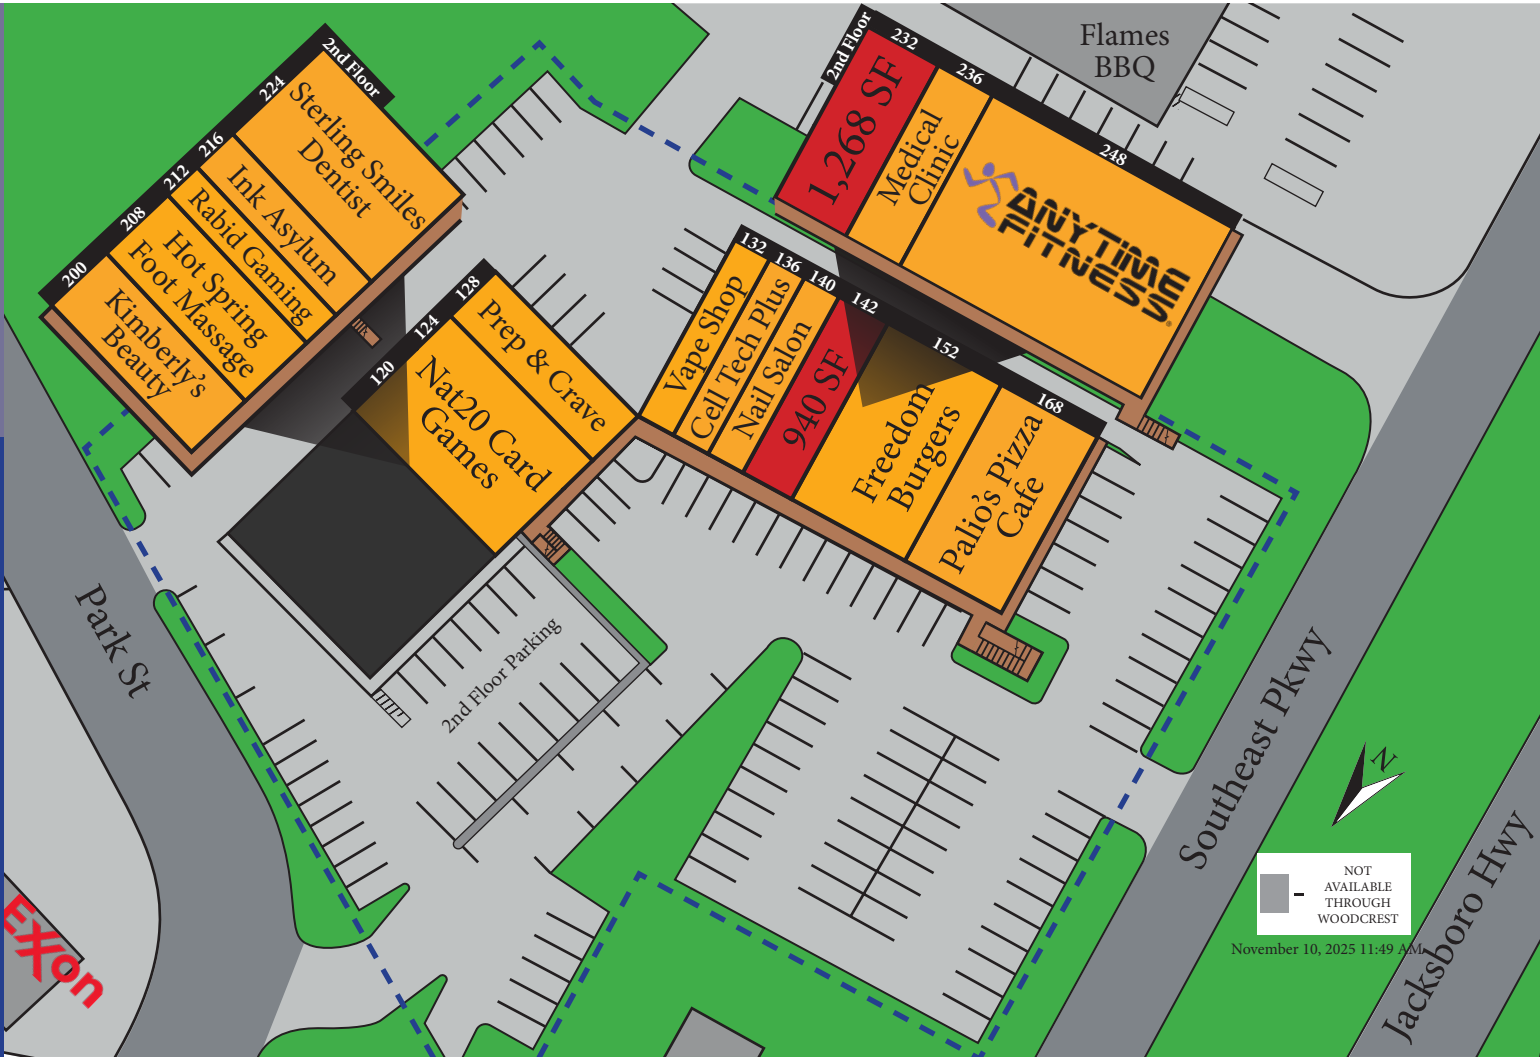 Flames
BBQ
2nd Floor
224
216
212
208
200
Sterling Smiles
Dentist
Ink Asylum
Rabid Gaming
Hot Spring
Foot Massage
Kimberly's
Beauty
2nd Floor
232
236
248
1,268 SF
Medical
Clinic
ANYTIME
FITNESS®
128
124
120
Prep & Crave
Nat20 Card
Games
132
136
140
142
152
168
Vape Shop
Cell Tech Plus
Nail Salon
940 SF
Freedom
Burgers
Palio's Pizza
Cafe
2nd Floor Parking
Park St
Southeast Pkwy
Jacksboro Hwy
Exxon
N
NOT
AVAILABLE
THROUGH
WOODCREST
November 10, 2025 11:49 AM